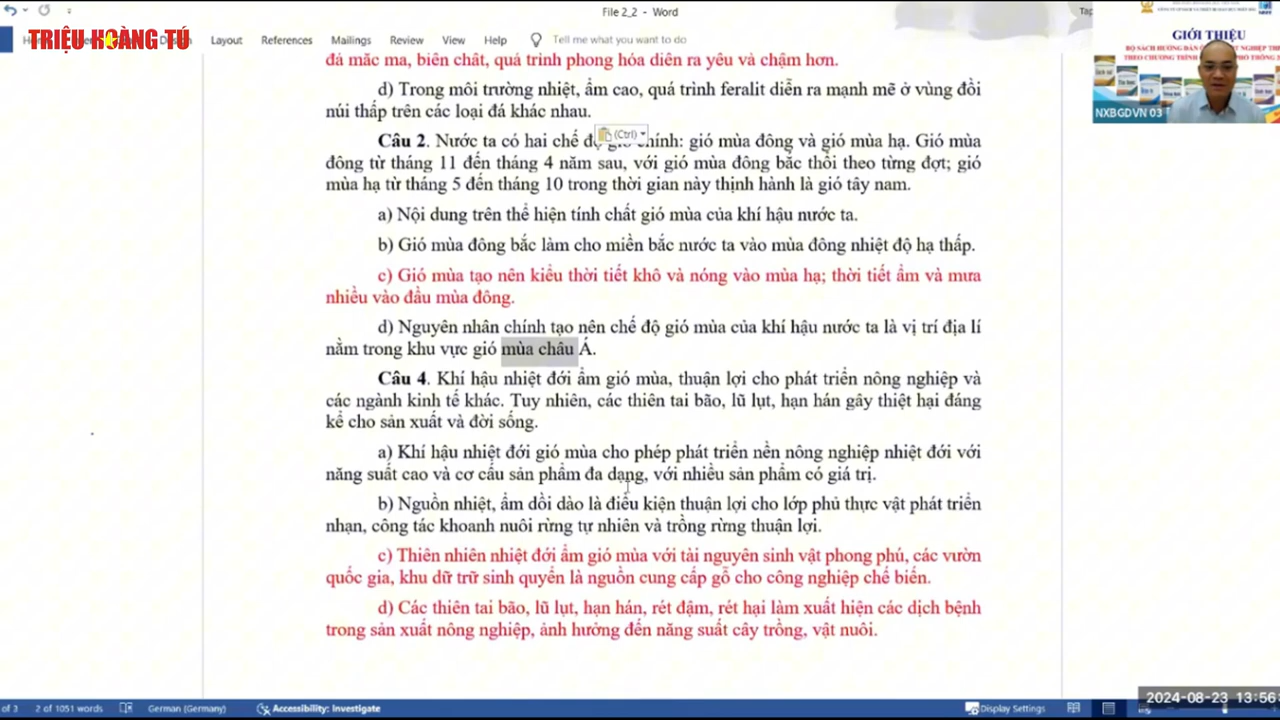 File 2_2 - Word
TRIỆU HOÀNG TÚ
Layout References Mailings Review View Help Tell me what you want to do
GIỚI THIỆU
NXBGDVN 03
đá mắc ma, biên chất, quá trình phong hóa diễn ra yếu và chậm hơn.
d) Trong môi trường nhiệt, ẩm cao, quá trình feralit diễn ra mạnh mẽ ở vùng đồi
núi thấp trên các loại đá khác nhau.
(Ctrl)
Câu 2. Nước ta có hai chế độ gió chính: gió mùa đông và gió mùa hạ. Gió mùa
đông từ tháng 11 đến tháng 4 năm sau, với gió mùa đông bắc thổi theo từng đợt; gió
mùa hạ từ tháng 5 đến tháng 10 trong thời gian này thịnh hành là gió tây nam.
a) Nội dung trên thể hiện tính chất gió mùa của khí hậu nước ta.
b) Gió mùa đông bắc làm cho miền bắc nước ta vào mùa đông nhiệt độ hạ thấp.
c) Gió mùa tạo nên kiểu thời tiết khô và nóng vào mùa hạ; thời tiết ẩm và mưa
nhiều vào đầu mùa đông.
d) Nguyên nhân chính tạo nên chế độ gió mùa của khí hậu nước ta là vị trí địa lí
nằm trong khu vực gió mùa châu Á.
Câu 4. Khí hậu nhiệt đới ẩm gió mùa, thuận lợi cho phát triển nông nghiệp và
các ngành kinh tế khác. Tuy nhiên, các thiên tai bão, lũ lụt, hạn hán gây thiệt hại đáng
kể cho sản xuất và đời sống.
a) Khí hậu nhiệt đới gió mùa cho phép phát triển nền nông nghiệp nhiệt đới với
năng suất cao và cơ cấu sản phẩm đa dạng, với nhiều sản phẩm có giá trị.
b) Nguồn nhiệt, ẩm dồi dào là điều kiện thuận lợi cho lớp phủ thực vật phát triển
nhạn, công tác khoanh nuôi rừng tự nhiên và trồng rừng thuận lợi.
c) Thiên nhiên nhiệt đới ẩm gió mùa với tài nguyên sinh vật phong phú, các vườn
quốc gia, khu dữ trữ sinh quyển là nguồn cung cấp gỗ cho công nghiệp chế biến.
d) Các thiên tai bão, lũ lụt, hạn hán, rét đậm, rét hại làm xuất hiện các dịch bệnh
trong sản xuất nông nghiệp, ảnh hưởng đến năng suất cây trồng, vật nuôi.
2024-08-23 13:56
of 3 2 of 1051 words German (Germany) Accessibility: Investigate Display Settings